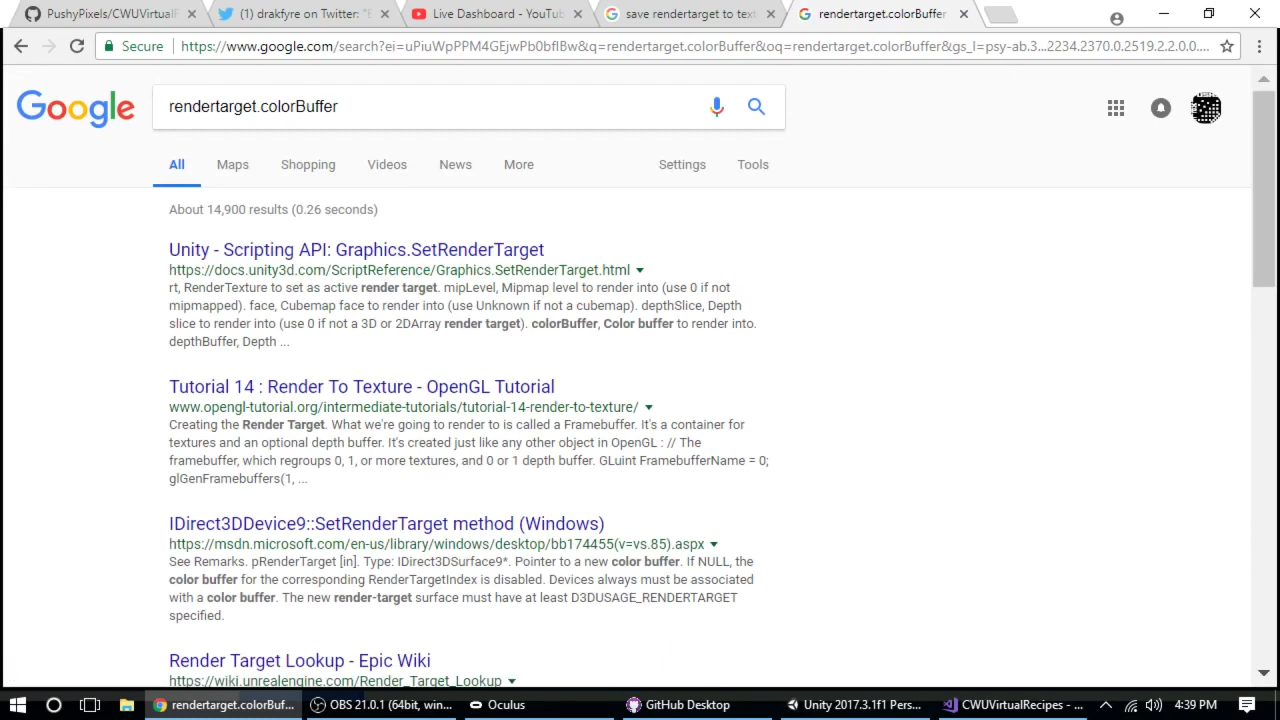 PushyPixels/CWUVirtualF
(1) drakfyre on Twitter: "E
Live Dashboard - YouTub
save rendertarget to text
rendertarget.colorBuffer
Secure
https://www.google.com/search?ei=uPiuWpPPM4GEjwPb0bfIBw&q=rendertarget.colorBuffer&oq=rendertarget.colorBuffer&gs_l=psy-ab.3...2234.2370.0.2519.2.2.0.0....
Google
rendertarget.colorBuffer
All
Maps
Shopping
Videos
News
More
Settings
Tools
About 14,900 results (0.26 seconds)
Unity - Scripting API: Graphics.SetRenderTarget
https://docs.unity3d.com/ScriptReference/Graphics.SetRenderTarget.html
rt, RenderTexture to set as active render target. mipLevel, Mipmap level to render into (use 0 if not
mipmapped). face, Cubemap face to render into (use Unknown if not a cubemap). depthSlice, Depth
slice to render into (use 0 if not a 3D or 2DArray render target). colorBuffer, Color buffer to render into.
depthBuffer, Depth ...
Tutorial 14 : Render To Texture - OpenGL Tutorial
www.opengl-tutorial.org/intermediate-tutorials/tutorial-14-render-to-texture/
Creating the Render Target. What we're going to render to is called a Framebuffer. It's a container for
textures and an optional depth buffer. It's created just like any other object in OpenGL : // The
framebuffer, which regroups 0, 1, or more textures, and 0 or 1 depth buffer. GLuint FramebufferName = 0;
glGenFramebuffers(1, ...
IDirect3DDevice9::SetRenderTarget method (Windows)
https://msdn.microsoft.com/en-us/library/windows/desktop/bb174455(v=vs.85).aspx
See Remarks. pRenderTarget [in]. Type: IDirect3DSurface9*. Pointer to a new color buffer. If NULL, the
color buffer for the corresponding RenderTargetIndex is disabled. Devices always must be associated
with a color buffer. The new render-target surface must have at least D3DUSAGE_RENDERTARGET
specified.
Render Target Lookup - Epic Wiki
https://wiki.unrealengine.com/Render_Target_Lookup
rendertarget.colorBuf...
OBS 21.0.1 (64bit, win...
Oculus
GitHub Desktop
Unity 2017.3.1f1 Pers...
CWUVirtualRecipes - ...
4:39 PM